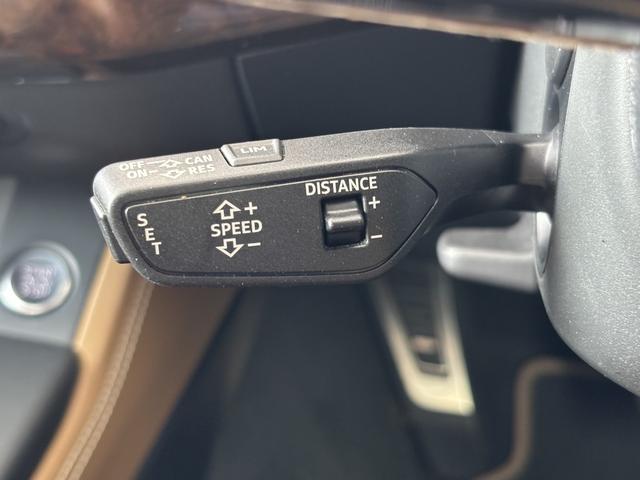 OFF CAN
LIM
ON RES
DISTANCE
SET
+
SPEED
-
+
-